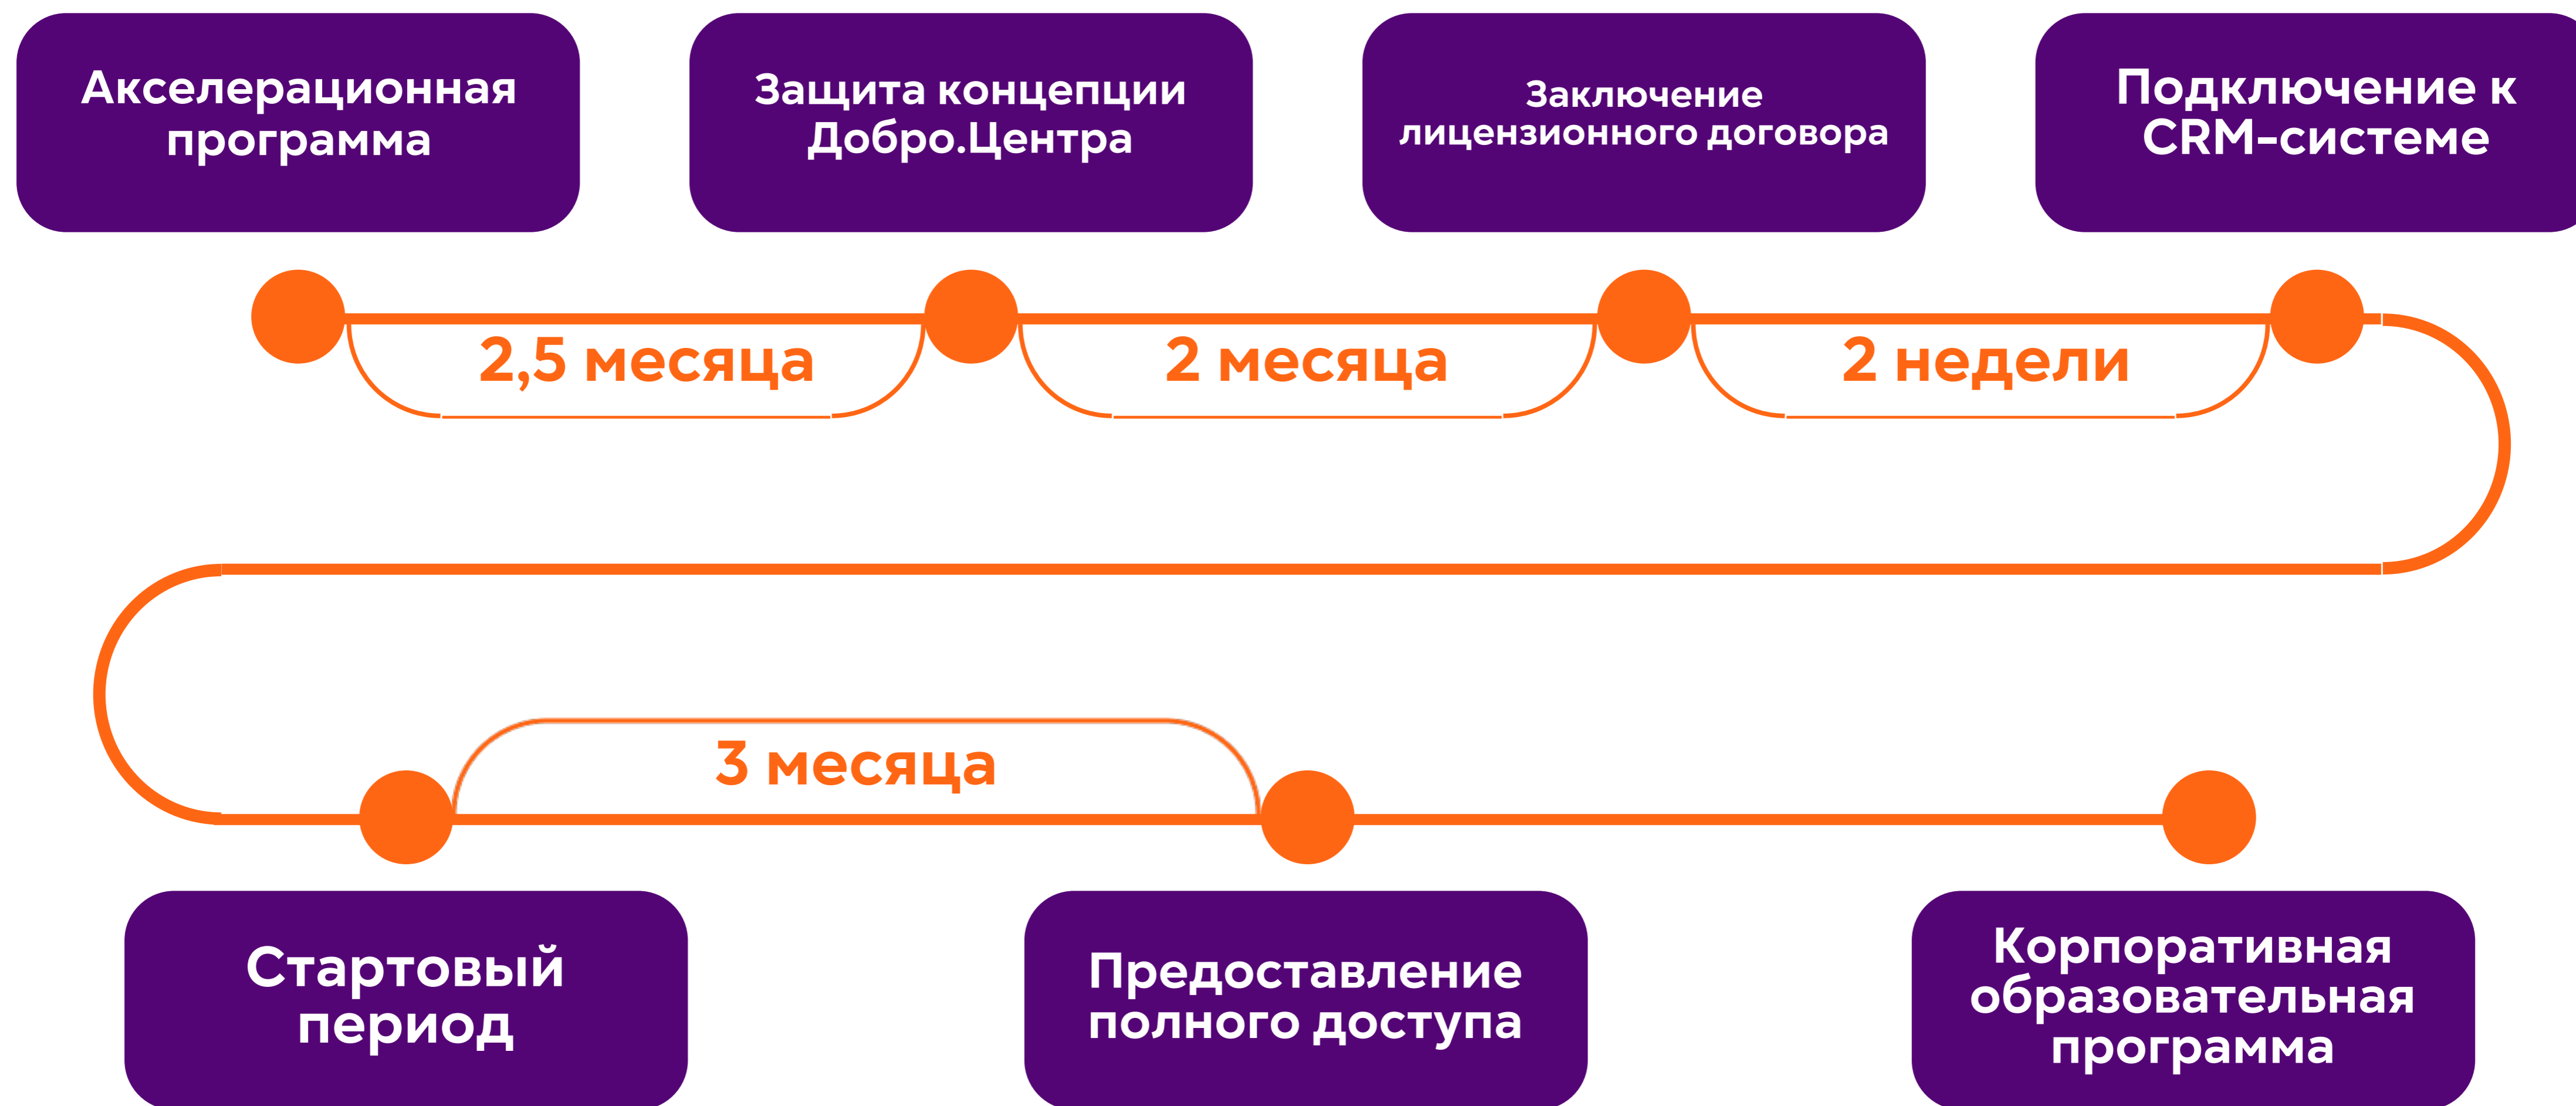 Акселерационная
программа
Защита концепции
Добро.Центра
Заключение
лицензионного договора
Подключение к
CRM-системе
2,5 месяца
2 месяца
2 недели
3 месяца
Стартовый
период
Предоставление
полного доступа
Корпоративная
образовательная
программа